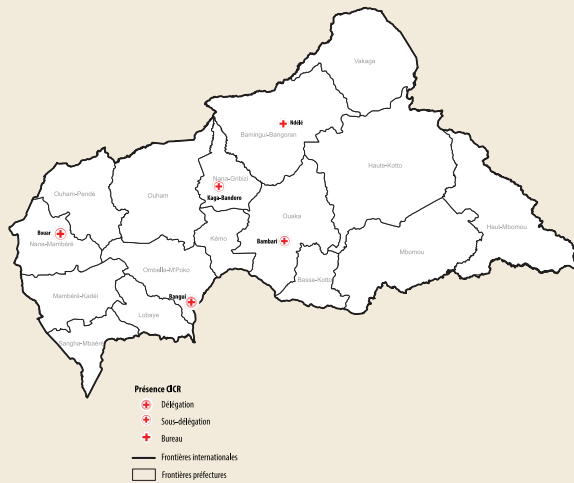 Vakaga
Ndélé
Bamingui-Bangoran
Haute-Kotto
Nana-Gribizi
Kaga-Bandoro
Ouham-Pendé
Ouham
Ouaka
Haut-Mbomou
Bouar
Nana-Mambéré
Kémo
Bambari
Mbomou
Ombella-M'Poko
Basse-Kotto
Mambéré-Kadéi
Bangui
Lobaye
Sangha-Mbaéré
Présence CICR
Délégation
Sous-délégation
Bureau
Frontières internationales
Frontières préfectures